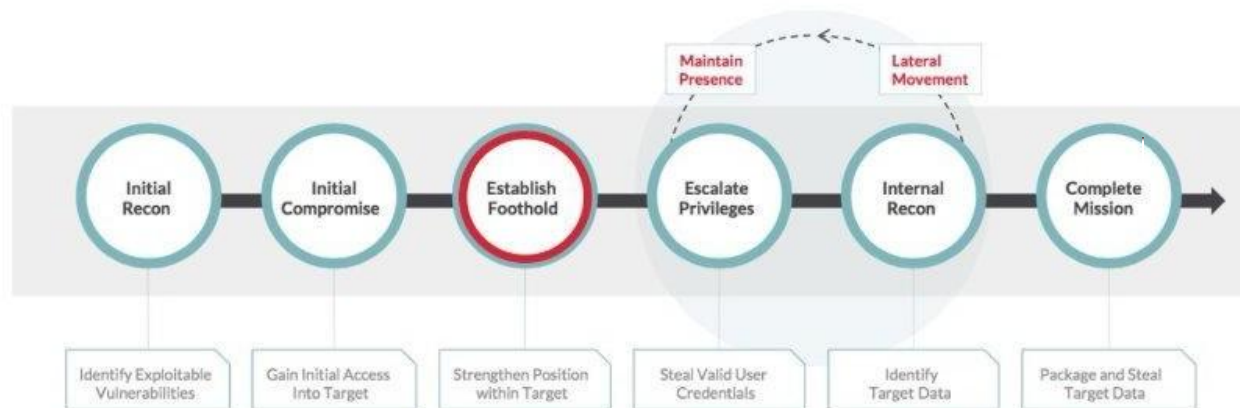 Maintain
Presence
Lateral
Movement
Initial
Recon
Initial
Compromise
Establish
Foothold
Escalate
Privileges
Internal
Recon
Complete
Mission
Identify Exploitable
Vulnerabilities
Gain Initial Access
Into Target
Strengthen Position
within Target
Steal Valid User
Credentials
Identify
Target Data
Package and Steal
Target Data